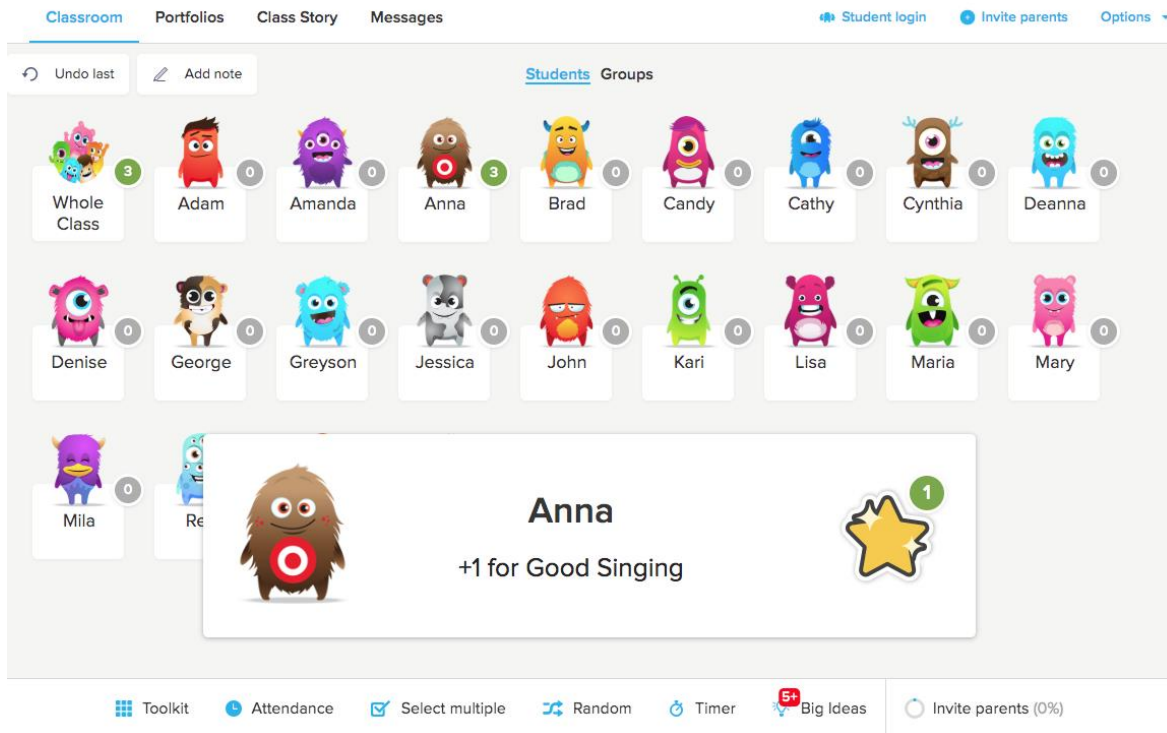 Classroom Portfolios Class Story Messages Student login Invite parents Options
Undo last Add note Students Groups
3 0 0 3 0 0 0 0 0
Whole Class Adam Amanda Anna Brad Candy Cathy Cynthia Deanna
0 0 0 0 0 0 0 0 0
Denise George Greyson Jessica John Kari Lisa Maria Mary
0
Mila Re
1
Anna
+1 for Good Singing
5+
Toolkit Attendance Select multiple Random Timer Big Ideas Invite parents (0%)